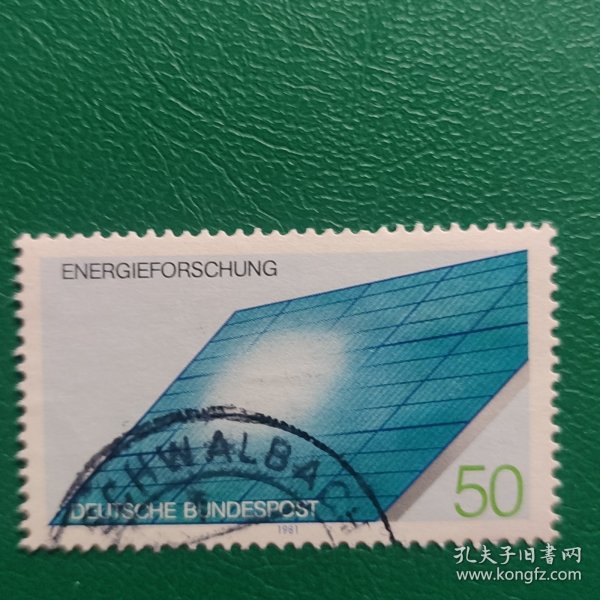 ENERGIEFORSCHUNG
SCHWALBACH
DEUTSCHE BUNDESPOST
50
1981
孔夫子旧书网
www.kongfz.com